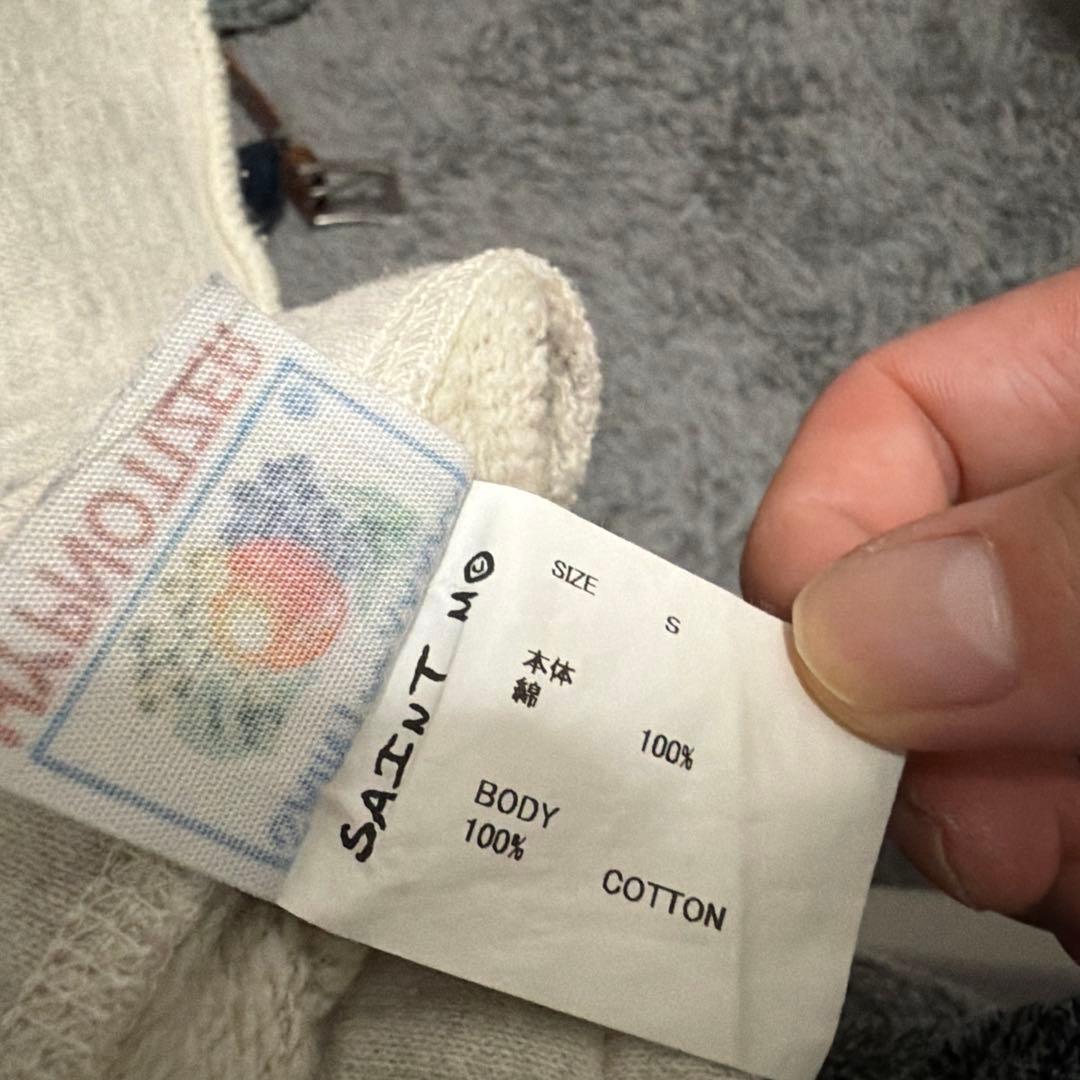 SAINT M©
SIZE
S
本体
綿
100%
BODY
100%
COTTON